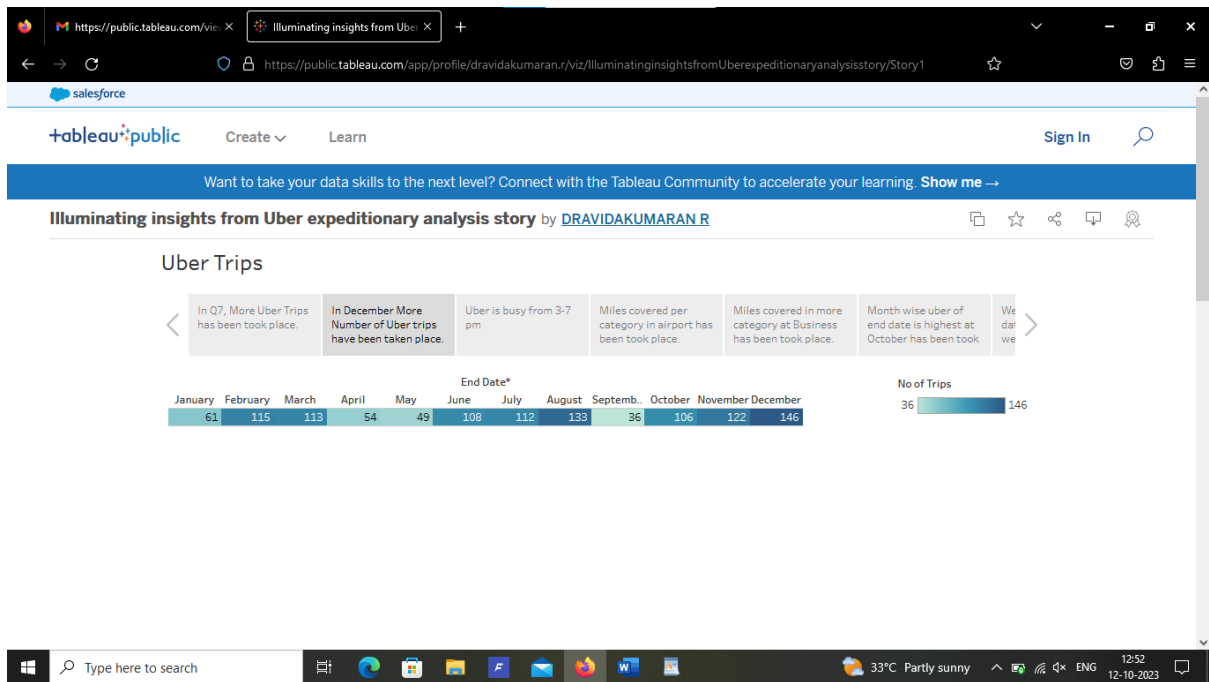 https://public.tableau.com/vie
Illuminating insights from Uber
https://public.tableau.com/app/profile/dravidakumaran.r/viz/IlluminatinginsightsfromUberexpeditionaryanalysisstory/Story1
salesforce
+ableau public Create Learn Sign In
Want to take your data skills to the next level? Connect with the Tableau Community to accelerate your learning. Show me →
Illuminating insights from Uber expeditionary analysis story by DRAVIDAKUMARAN R
Uber Trips
In Q7, More Uber Trips
has been took place.
In December More
Number of Uber trips
have been taken place.
Uber is busy from 3-7
pm
Miles covered per
category in airport has
been took place.
Miles covered in more
category at Business
has been took place.
Month wise uber of
end date is highest at
October has been took
We
dat
we
End Date*
January February March April May June July August Septemb.. October November December
61 115 113 54 49 108 112 133 36 106 122 146
No of Trips
36 146
Type here to search
F
W
33°C Partly sunny
ENG
12:52
12-10-2023